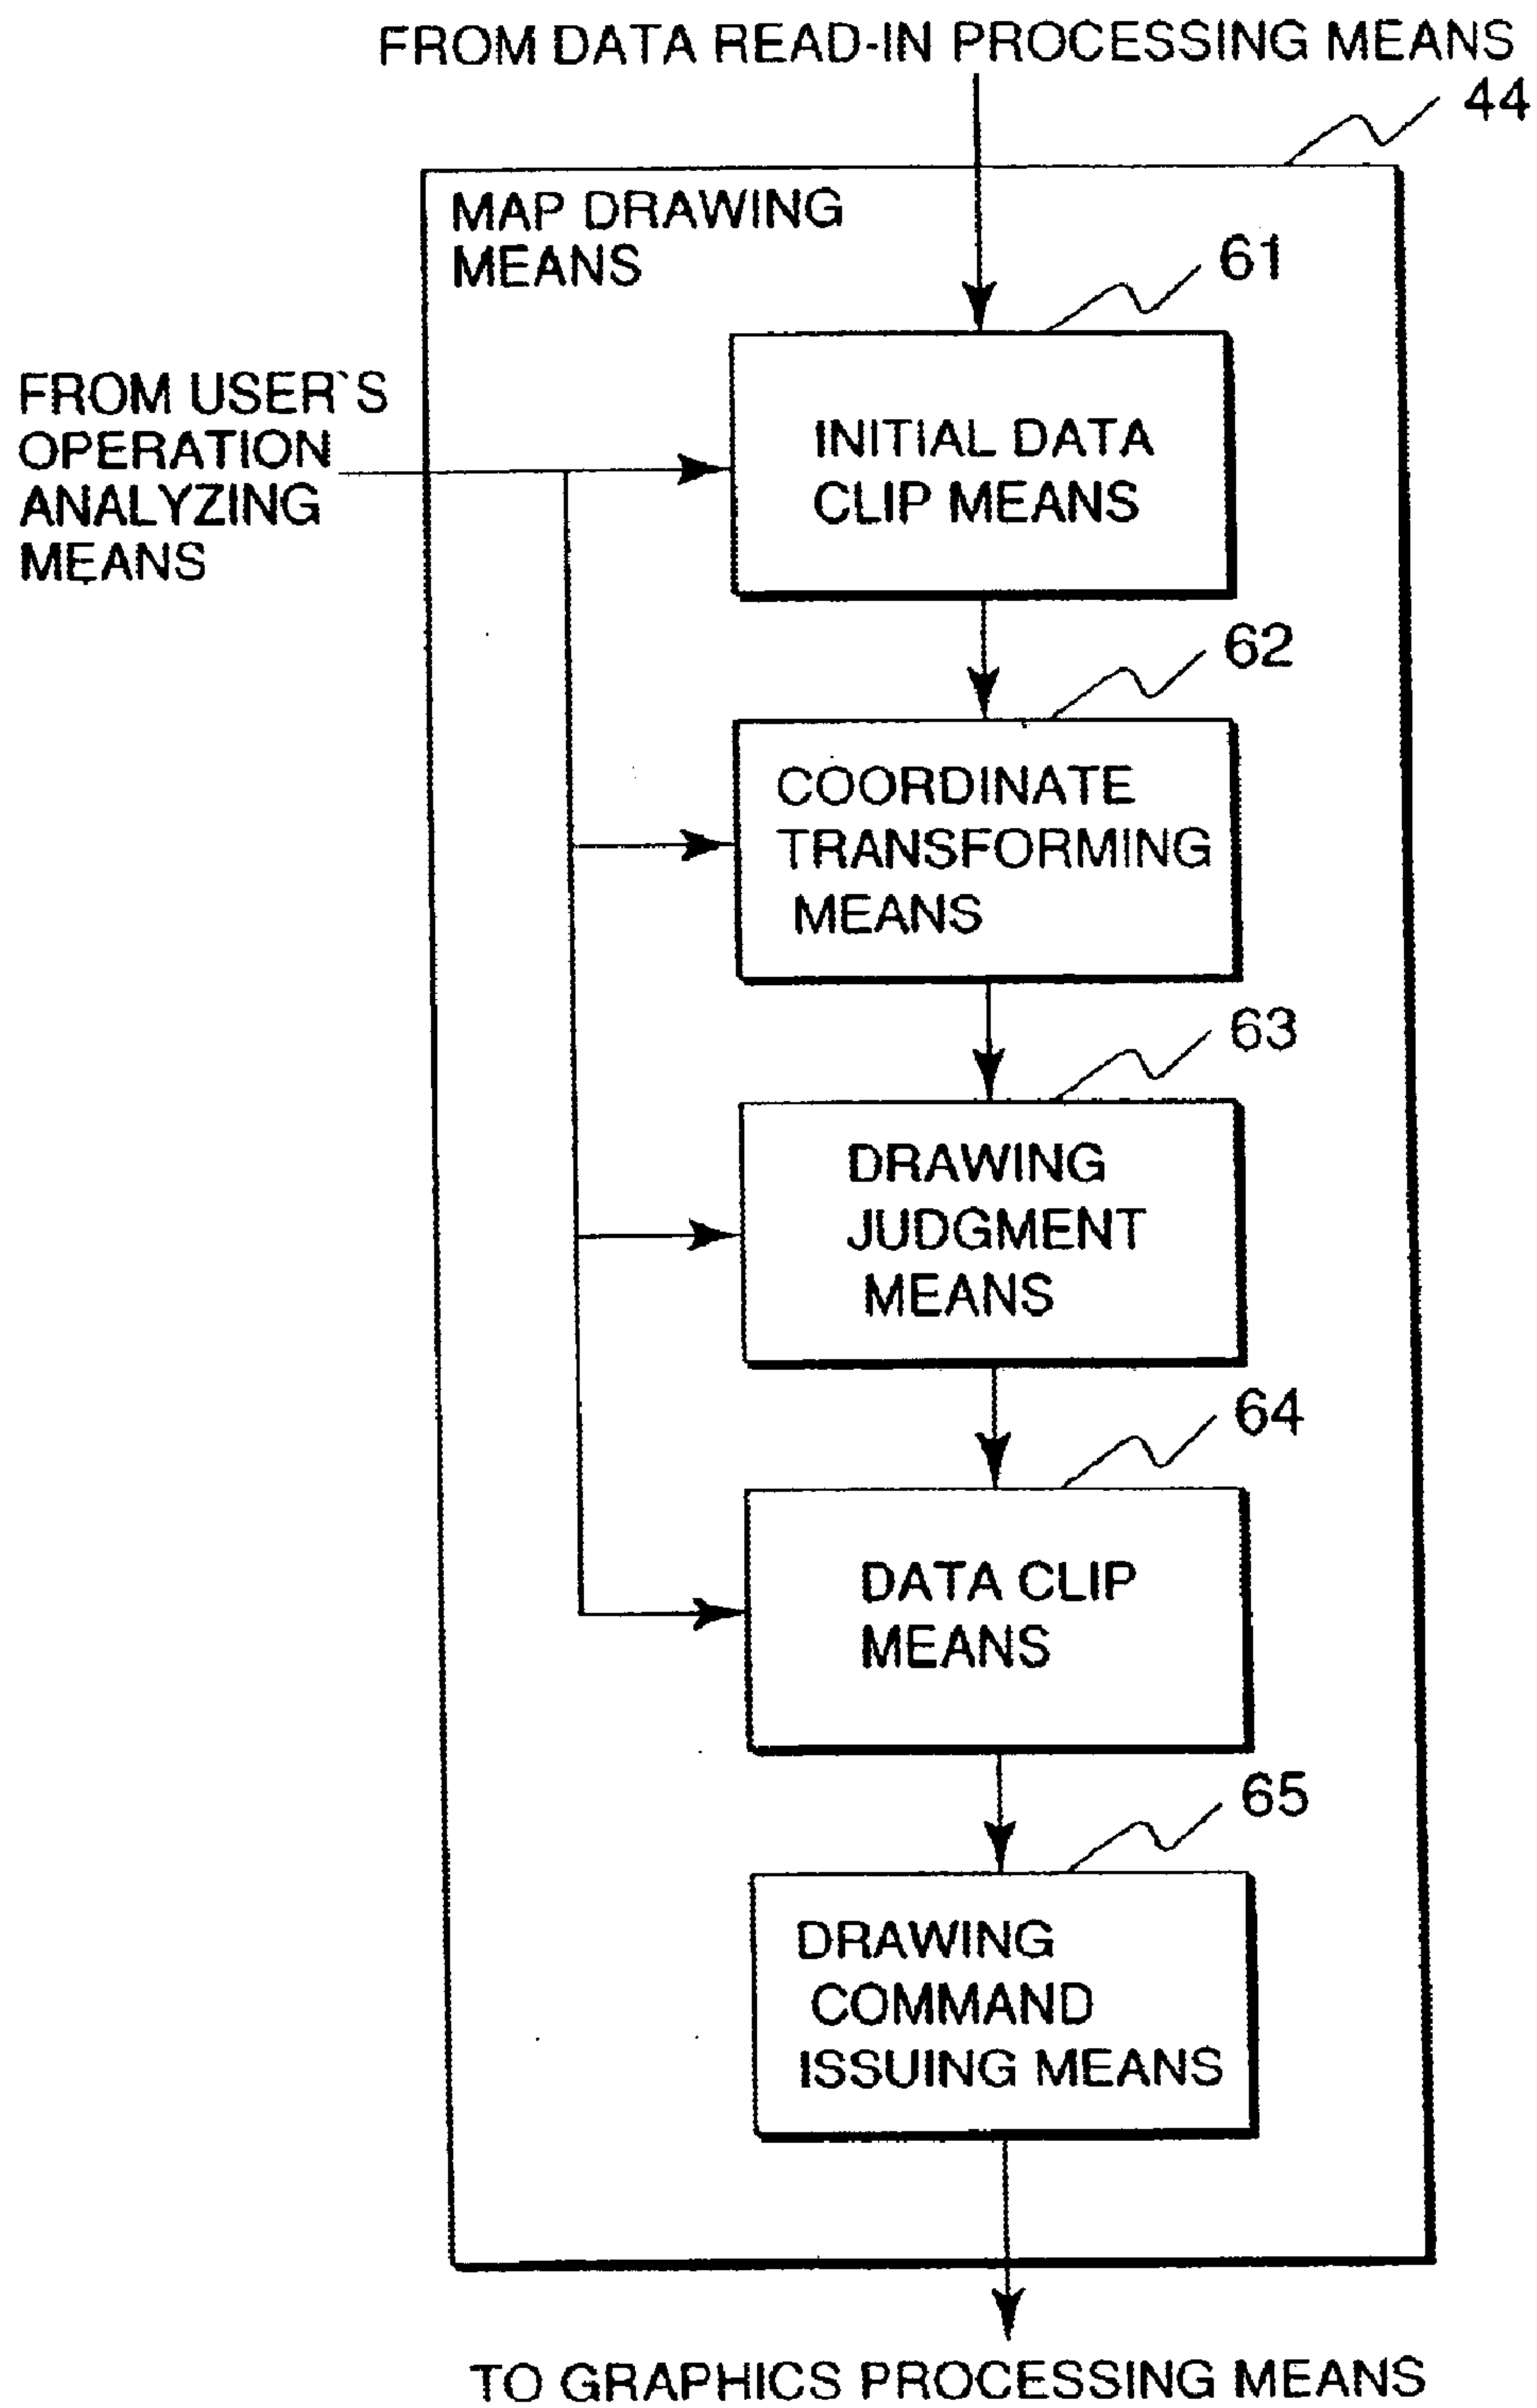 FROM DATA READ-IN PROCESSING MEANS
44
MAP DRAWING
MEANS
61
FROM USER`S
OPERATION
ANALYZING
MEANS
INITIAL DATA
CLIP MEANS
62
COORDINATE
TRANSFORMING
MEANS
63
DRAWING
JUDGMENT
MEANS
64
DATA CLIP
MEANS
65
DRAWING
COMMAND
ISSUING MEANS
TO GRAPHICS PROCESSING MEANS